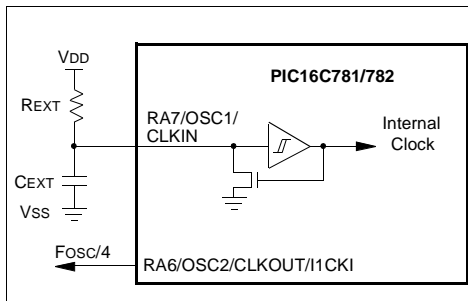 VDD
PIC16C781/782
REXT
RA7/OSC1/
CLKIN
Internal
Clock
CEXT
VSS
FOSC/4
RA6/OSC2/CLKOUT/I1CKI